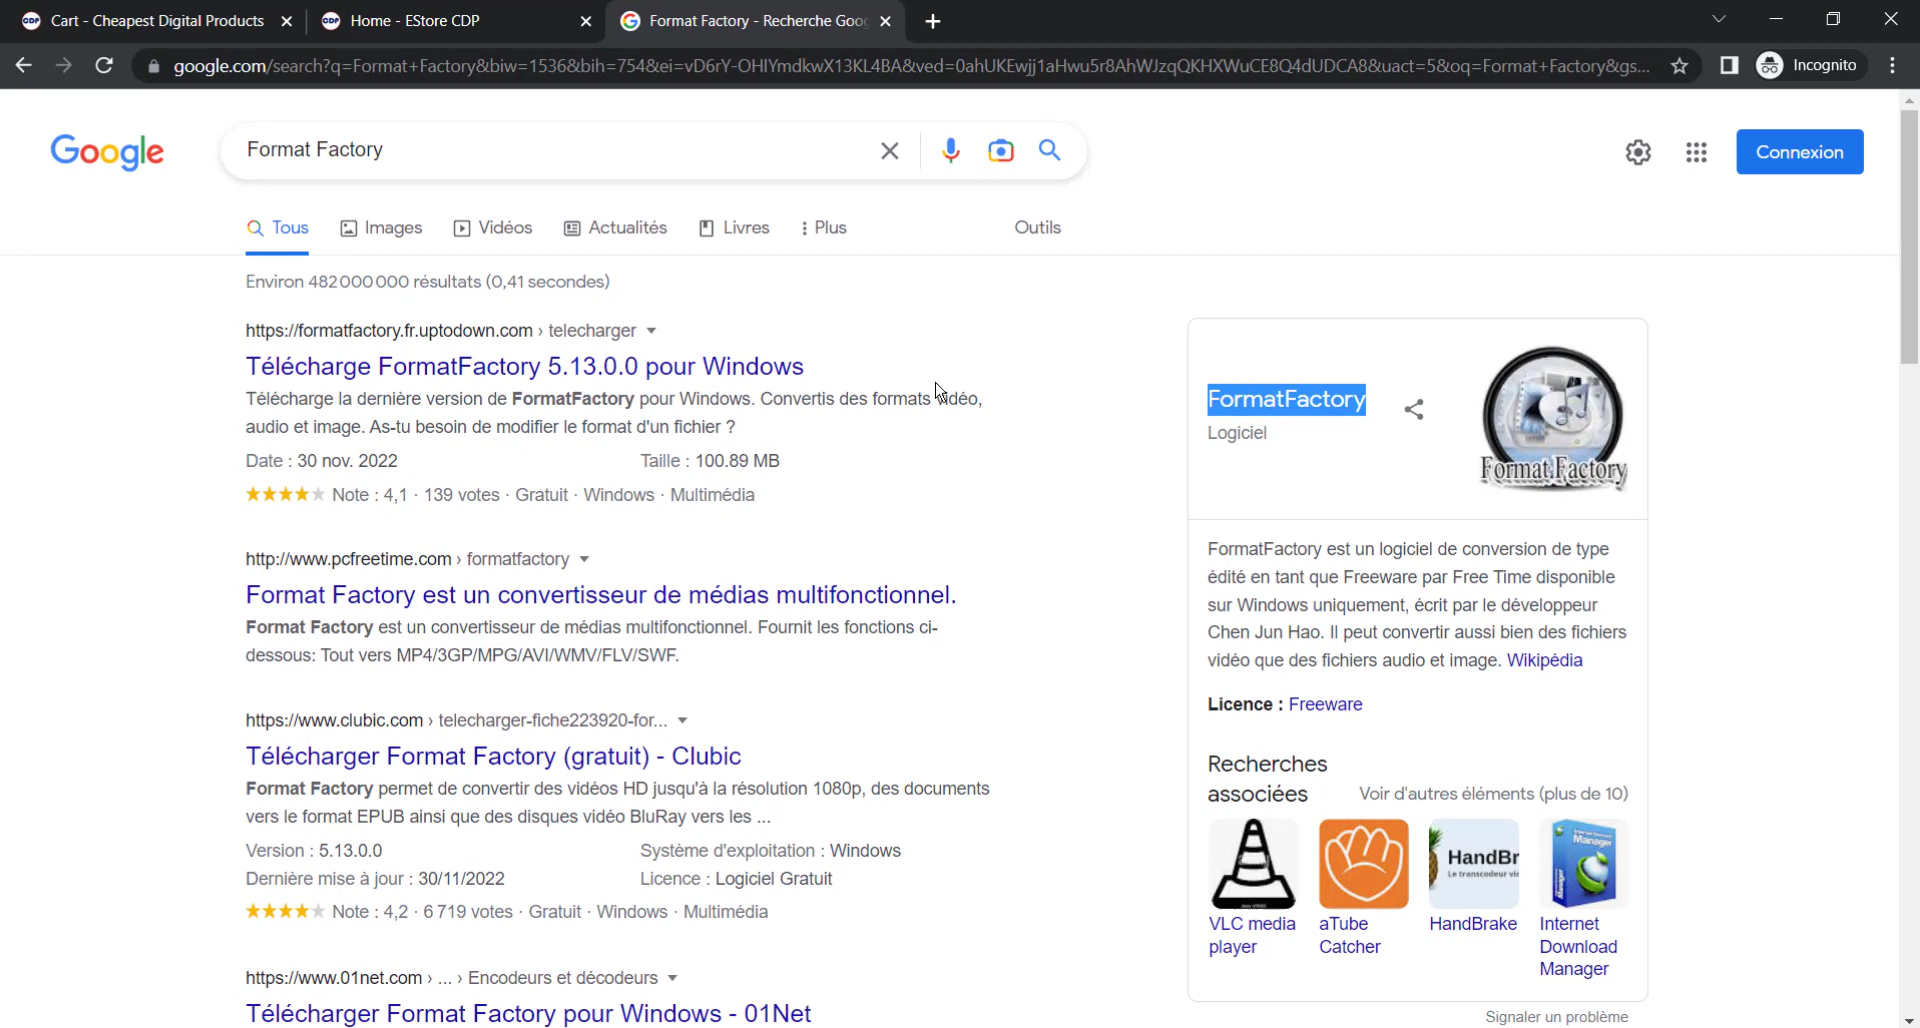 Cart - Cheapest Digital Products
Home - EStore CDP
Format Factory - Recherche Goo
google.com/search?q=Format+Factory&biw=1536&bih=754&ei=vD6rY-OHIYmdkwX13KL4BA&ved=0ahUKEwjj1aHwu5r8AhWJzqQKHXWuCE8Q4dUDCA8&uact=5&oq=Format+Factory&gs...
Incognito
Google
Format Factory
Connexion
Tous
Images
Vidéos
Actualités
Livres
Plus
Outils
Environ 482 000 000 résultats (0,41 secondes)
https://formatfactory.fr.uptodown.com › telecharger
Télécharge FormatFactory 5.13.0.0 pour Windows
Télécharge la dernière version de FormatFactory pour Windows. Convertis des formats vidéo,
audio et image. As-tu besoin de modifier le format d'un fichier ?
Date : 30 nov. 2022 Taille : 100.89 MB
Note : 4,1 · 139 votes · Gratuit · Windows · Multimédia
http://www.pcfreetime.com › formatfactory
Format Factory est un convertisseur de médias multifonctionnel.
Format Factory est un convertisseur de médias multifonctionnel. Fournit les fonctions ci-
dessous: Tout vers MP4/3GP/MPG/AVI/WMV/FLV/SWF.
https://www.clubic.com › telecharger-fiche223920-for...
Télécharger Format Factory (gratuit) - Clubic
Format Factory permet de convertir des vidéos HD jusqu'à la résolution 1080p, des documents
vers le format EPUB ainsi que des disques vidéo BluRay vers les ...
Version : 5.13.0.0 Système d'exploitation : Windows
Dernière mise à jour : 30/11/2022 Licence : Logiciel Gratuit
Note : 4,2 · 6 719 votes · Gratuit · Windows · Multimédia
https://www.01net.com › ... › Encodeurs et décodeurs
Télécharger Format Factory pour Windows - 01Net
FormatFactory
Logiciel
Format Factory
FormatFactory est un logiciel de conversion de type
édité en tant que Freeware par Free Time disponible
sur Windows uniquement, écrit par le développeur
Chen Jun Hao. Il peut convertir aussi bien des fichiers
vidéo que des fichiers audio et image. Wikipédia
Licence : Freeware
Recherches
associées
Voir d'autres éléments (plus de 10)
HandBr
Le transcodeur vi
Manager
VLC media
player
aTube
Catcher
HandBrake
Internet
Download
Manager
Signaler un problème